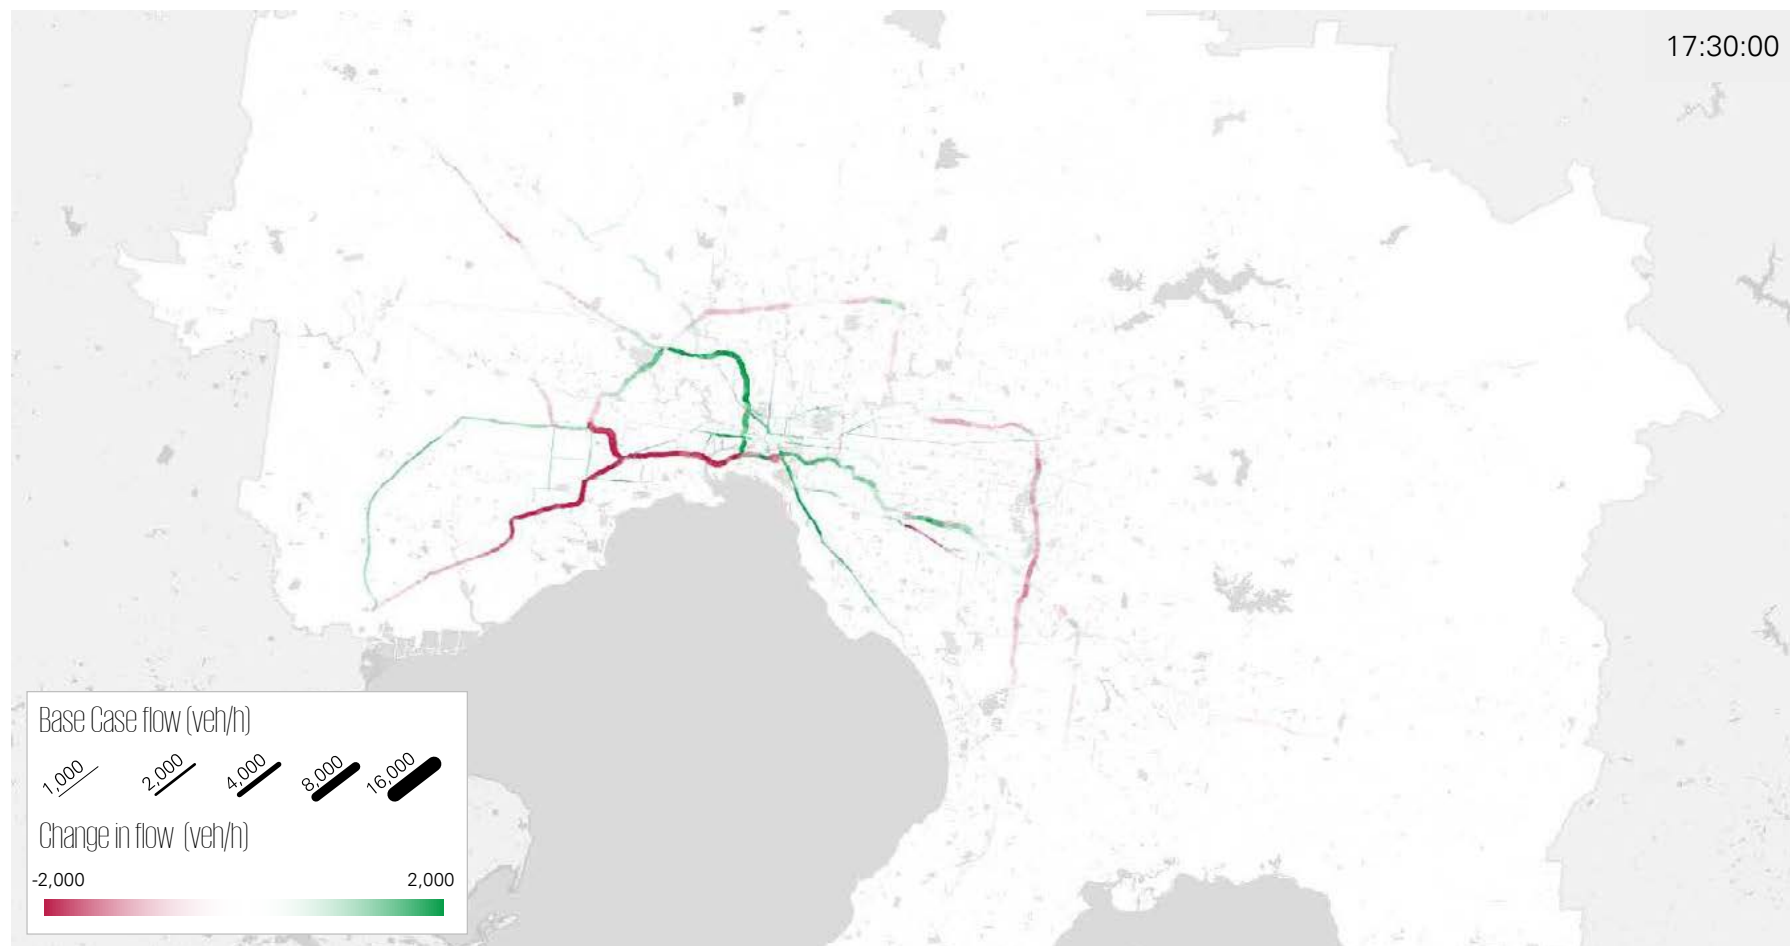 17:30:00
Base Case flow (veh/h)
1,000 2,000 4,000 8,000 16,000
Change in flow (veh/h)
-2,000 2,000